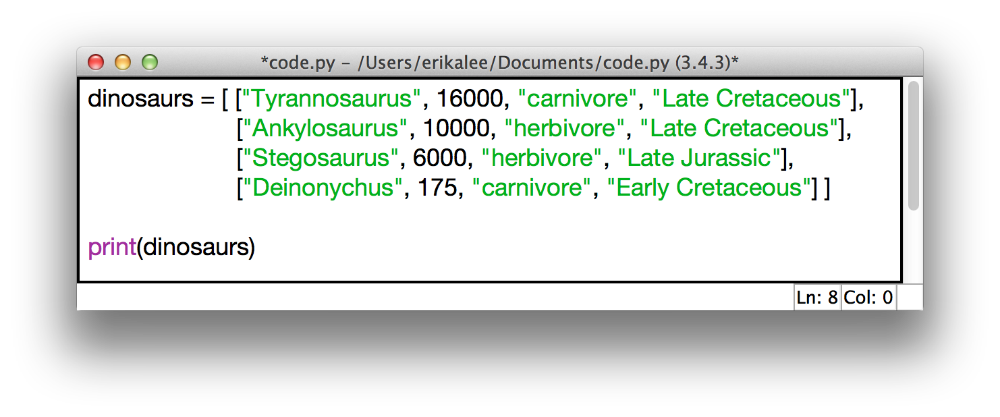 *code.py – /Users/erikalee/Documents/code.py (3.4.3)*
dinosaurs = [ ["Tyrannosaurus", 16000, "carnivore", "Late Cretaceous"],
["Ankylosaurus", 10000, "herbivore", "Late Cretaceous"],
["Stegosaurus", 6000, "herbivore", "Late Jurassic"],
["Deinonychus", 175, "carnivore", "Early Cretaceous"] ]
print(dinosaurs)
Ln: 8 Col: 0